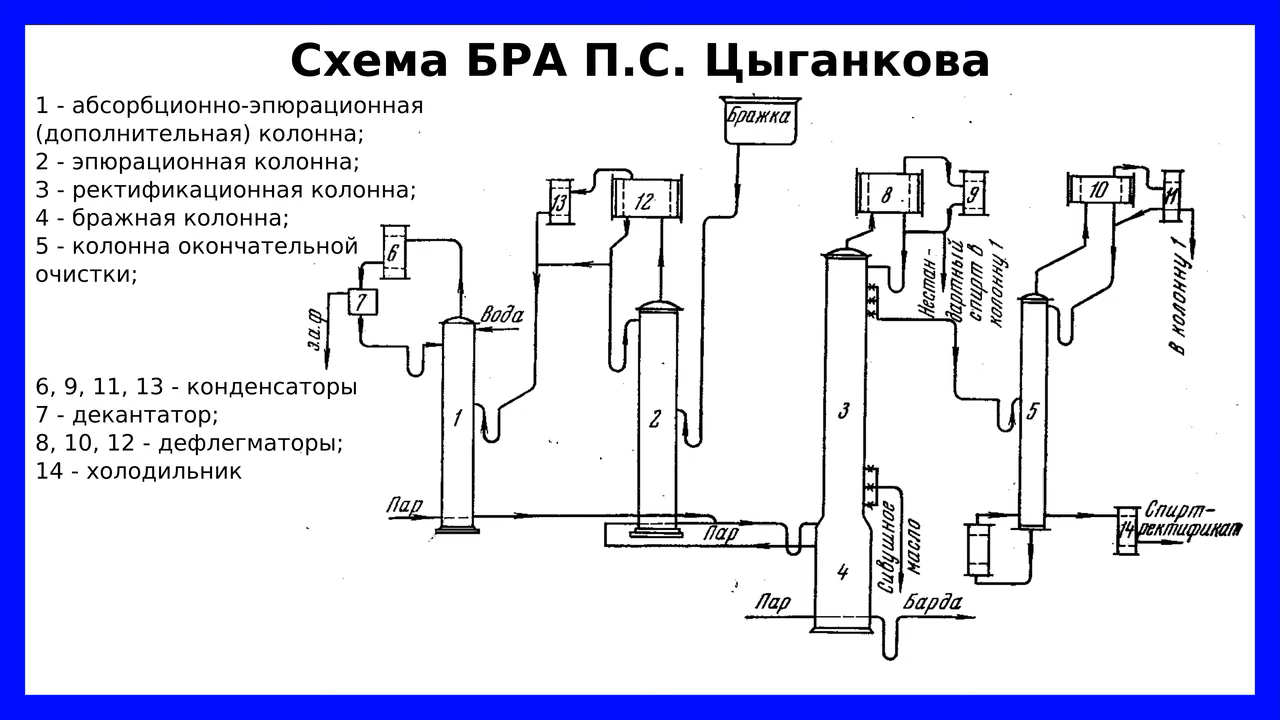 Схема БРА П.С. Цыганкова
1 - абсорбционно-эпюрационная
(дополнительная) колонна;
2 - эпюрационная колонна;
3 - ректификационная колонна;
4 - бражная колонна;
5 - колонна окончательной
очистки;
6, 9, 11, 13 - конденсаторы
7 - декантатор;
8, 10, 12 - дефлегматоры;
14 - холодильник
Бражка
13
12
8
9
10
11
6
7
э.а.ф
Вода
Нестан-
дартный
спирт в
колонну 1
в колонну 1
1
2
3
5
Пар
Пар
Сивушное
масло
14
Спирт-
ректификат
4
Пар
Барда